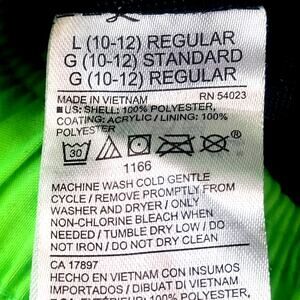 L (10-12) REGULAR
G (10-12) STANDARD
G (10-12) REGULAR
MADE IN VIETNAM RN 54023
US: SHELL: 100% POLYESTER,
COATING: ACRYLIC / LINING: 100%
POLYESTER
30
1166
MACHINE WASH COLD GENTLE
CYCLE / REMOVE PROMPTLY FROM
WASHER AND DRYER / ONLY
NON-CHLORINE BLEACH WHEN
NEEDED / TUMBLE DRY LOW / DO
NOT IRON / DO NOT DRY CLEAN
CA 17897
HECHO EN VIETNAM CON INSUMOS
IMPORTADOS / DIBUAT DI VIETNAM
EXTÉRIEUR: 100% POLYESTER,